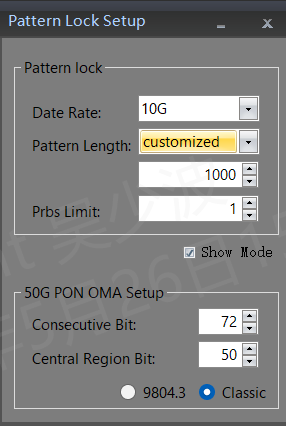 Pattern Lock Setup
Pattern lock
Date Rate: 10G
Pattern Length: customized
1000
Prbs Limit: 1
Show Mode
50G PON OMA Setup
Consecutive Bit: 72
Central Region Bit: 50
9804.3 Classic